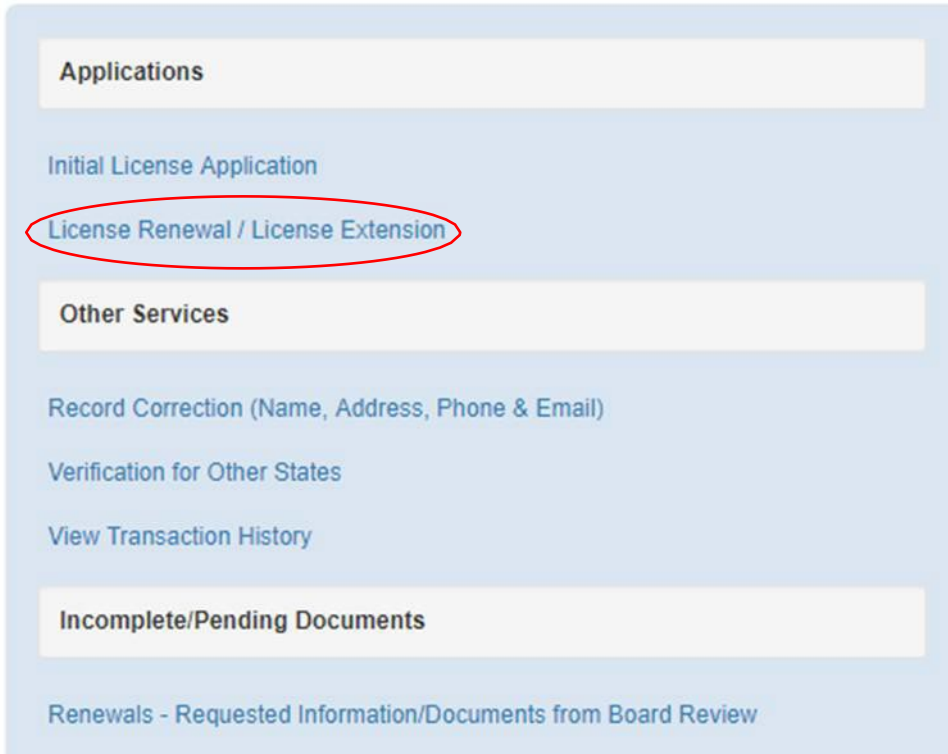 Applications
Initial License Application
License Renewal / License Extension
Other Services
Record Correction (Name, Address, Phone & Email)
Verification for Other States
View Transaction History
Incomplete/Pending Documents
Renewals - Requested Information/Documents from Board Review